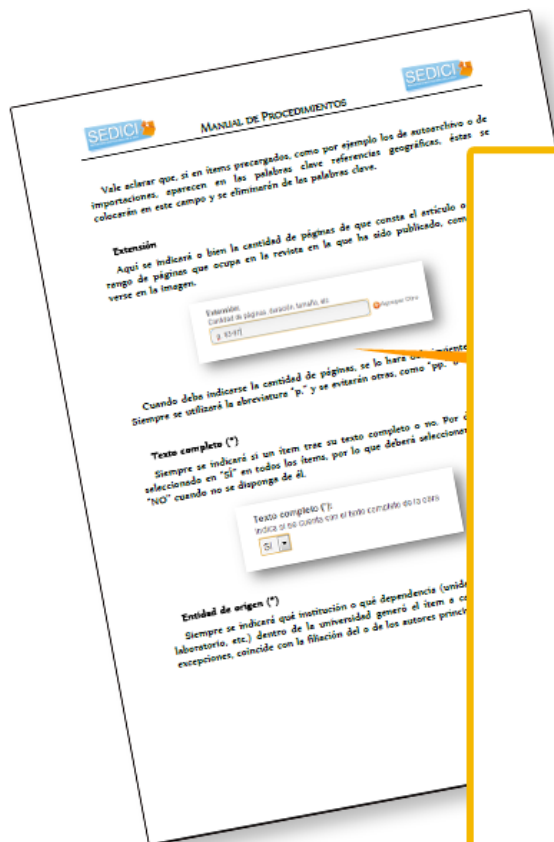 SEDICI
MANUAL DE PROCEDIMIENTOS
SEDICI
Vale aclarar que, si en ítems precargados, como por ejemplo los de autoarchivo o de
importaciones, aparecen en las palabras clave referencias geográficas, éstas se
colocarán en este campo y se eliminarán de las palabras clave.
Extensión
Aquí se indicará o bien la cantidad de páginas de que consta el artículo o
rango de páginas que ocupa en la revista en la que ha sido publicado, com
verse en la imagen.
Extensión:
Cantidad de páginas, duración, tamaño, etc
Agregar Otro
Cuando deba indicarse la cantidad de páginas, se lo hará
Siempre se utilizará la abreviatura "p." y se evitarán otras, como "pp."
Texto completo (*)
Siempre se indicará si un ítem trae su texto completo o no. Por d
seleccionado en "SÍ" en todos los ítems, por lo que deberá selecciona
"NO" cuando no se disponga de él.
Texto completo (*):
Indica si se cuenta con el texto completo de la obra
Sí
Entidad de origen (*)
Siempre se indicará qué institución o qué dependencia (unid
laboratorio, etc.) dentro de la universidad generó el ítem a c
excepciones, coincide con la filiación del o de los autores princi